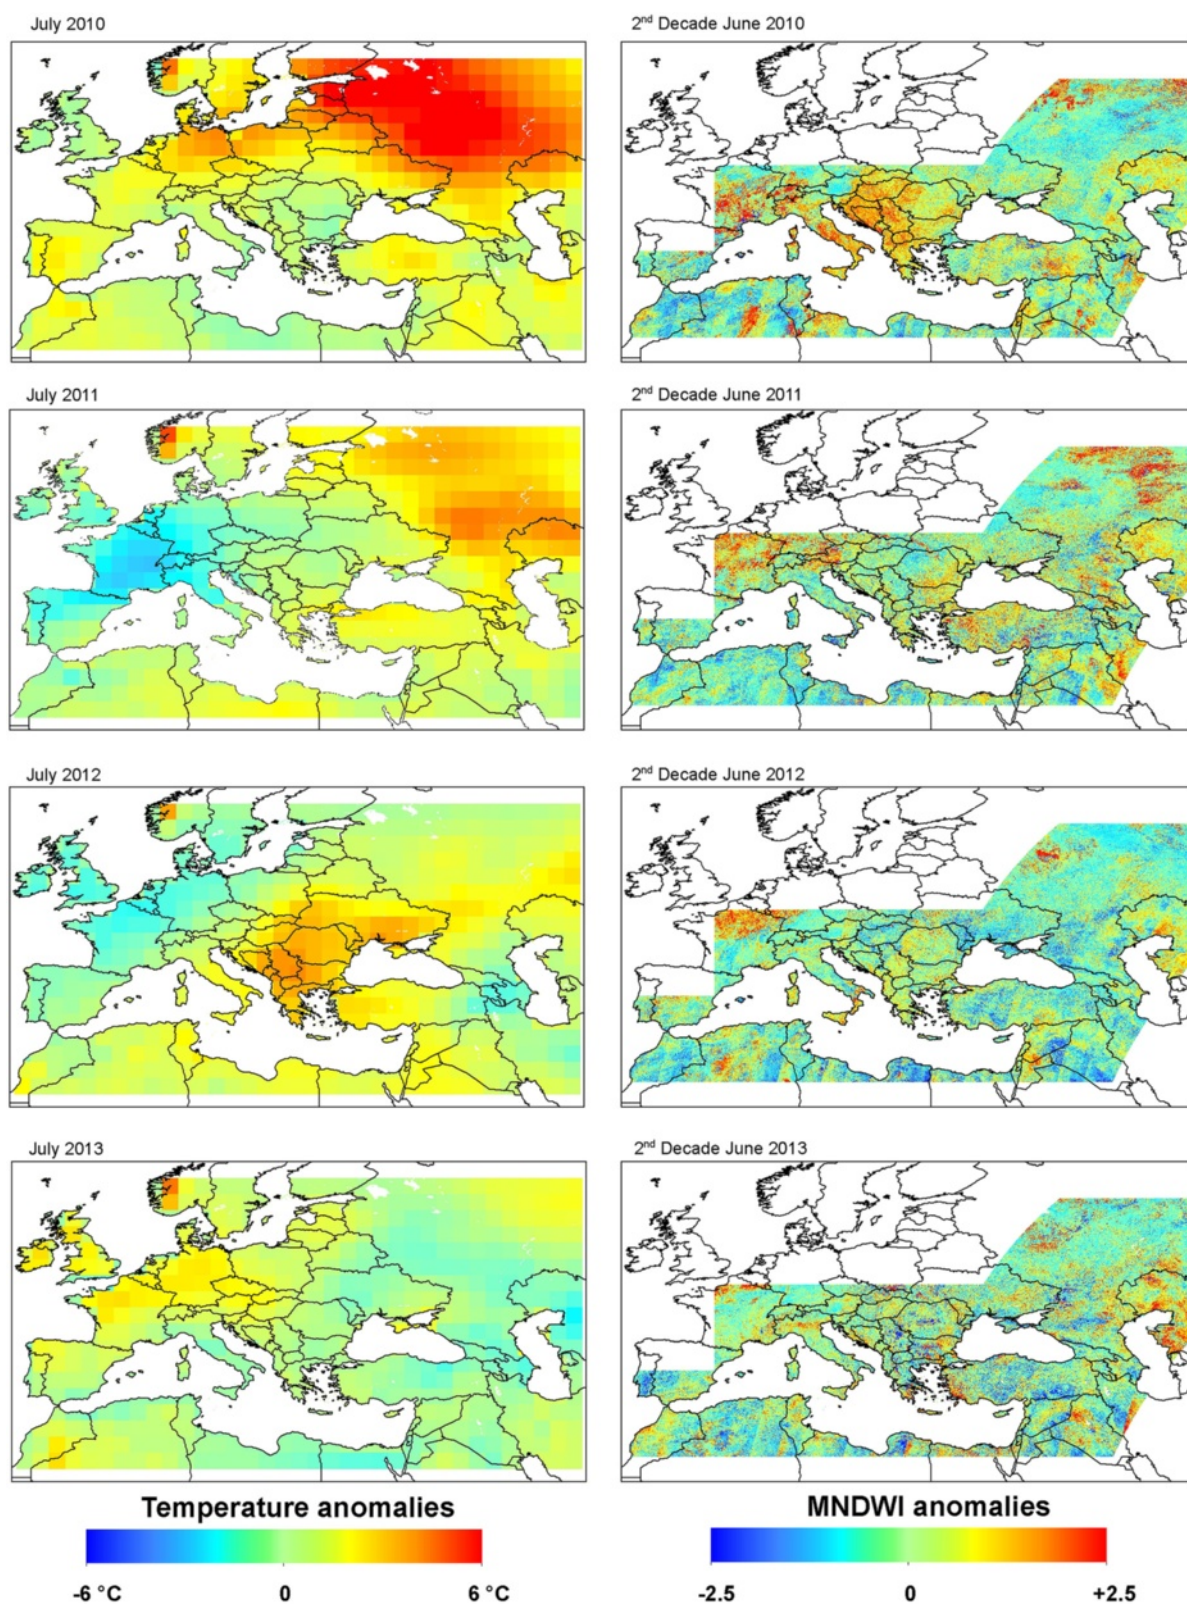 July 2010
2nd Decade June 2010
July 2011
2nd Decade June 2011
July 2012
2nd Decade June 2012
July 2013
2nd Decade June 2013
Temperature anomalies
MNDWI anomalies
-6 °C 0 6 °C
-2.5 0 +2.5